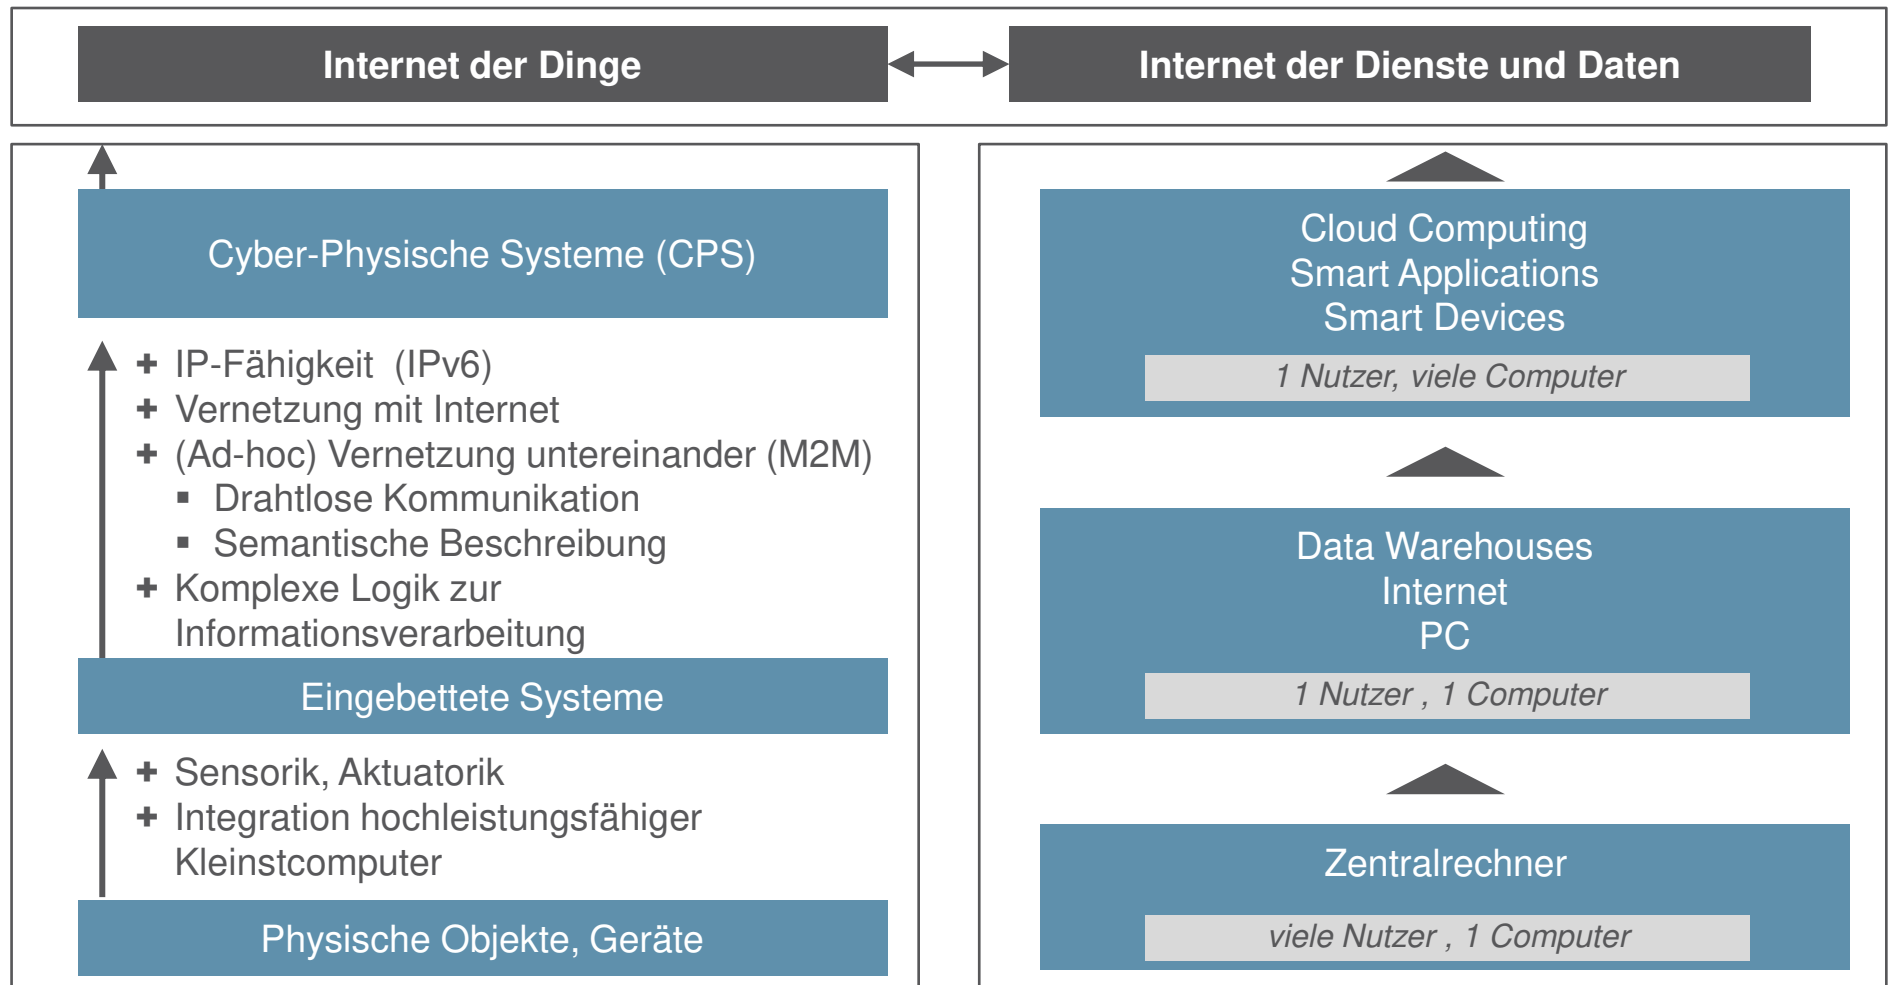 Internet der Dinge
Internet der Dienste und Daten
Cyber-Physische Systeme (CPS)
+ IP-Fähigkeit (IPv6)
+ Vernetzung mit Internet
+ (Ad-hoc) Vernetzung untereinander (M2M)
▪ Drahtlose Kommunikation
▪ Semantische Beschreibung
+ Komplexe Logik zur
Informationsverarbeitung
Eingebettete Systeme
+ Sensorik, Aktuatorik
+ Integration hochleistungsfähiger
Kleinstcomputer
Physische Objekte, Geräte
Cloud Computing
Smart Applications
Smart Devices
1 Nutzer, viele Computer
Data Warehouses
Internet
PC
1 Nutzer , 1 Computer
Zentralrechner
viele Nutzer , 1 Computer